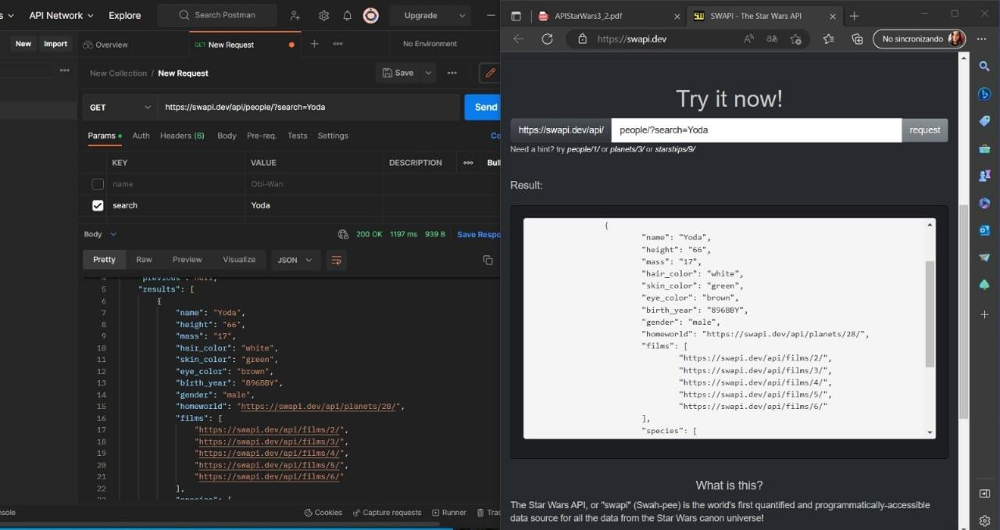 API Network
Explore
Search Postman
Upgrade
New
Import
Overview
GET New Request
No Environment
New Collection / New Request
Save
GET
https://swapi.dev/api/people/?search=Yoda
Send
Params
Auth
Headers (6)
Body
Pre-req.
Tests
Settings
KEY
VALUE
DESCRIPTION
name
Obi-Wan
search
Yoda
Body
200 OK
1197 ms
939 B
Save Respo
Pretty
Raw
Preview
Visualize
JSON
4 "previous": null,
5 "results": [
6 {
7 "name": "Yoda",
8 "height": "66",
9 "mass": "17",
10 "hair_color": "white",
11 "skin_color": "green",
12 "eye_color": "brown",
13 "birth_year": "896BBY",
14 "gender": "male",
15 "homeworld": "https://swapi.dev/api/planets/28/",
16 "films": [
17 "https://swapi.dev/api/films/2/",
18 "https://swapi.dev/api/films/3/",
19 "https://swapi.dev/api/films/4/",
20 "https://swapi.dev/api/films/5/",
21 "https://swapi.dev/api/films/6/"
22 ],
Cookies
Capture requests
Runner
APIStarWars3_2.pdf
SWAPI - The Star Wars API
https://swapi.dev
No sincronizando
Try it now!
https://swapi.dev/api/
people/?search=Yoda
request
Need a hint? try people/1/ or planets/3/ or starships/9/
Result:
{
"name": "Yoda",
"height": "66",
"mass": "17",
"hair_color": "white",
"skin_color": "green",
"eye_color": "brown",
"birth_year": "896BBY",
"gender": "male",
"homeworld": "https://swapi.dev/api/planets/28/",
"films": [
"https://swapi.dev/api/films/2/",
"https://swapi.dev/api/films/3/",
"https://swapi.dev/api/films/4/",
"https://swapi.dev/api/films/5/",
"https://swapi.dev/api/films/6/"
],
"species": [
What is this?
The Star Wars API, or "swapi" (Swah-pee) is the world's first quantified and programmatically-accessible
data source for all the data from the Star Wars canon universe!